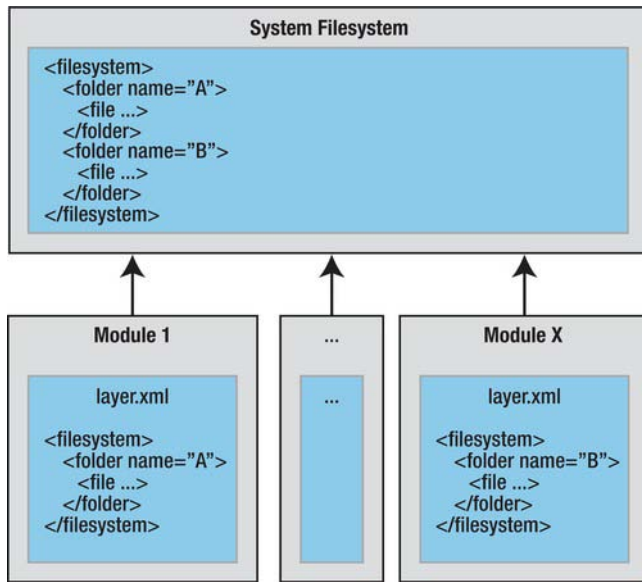 System Filesystem
<filesystem>
<folder name=”A”>
<file ...>
</folder>
<folder name=”B”>
<file ...>
</folder>
</filesystem>
Module 1
layer.xml
<filesystem>
<folder name=”A”>
<file ...>
</folder>
</filesystem>
...
...
Module X
layer.xml
<filesystem>
<folder name=”B”>
<file ...>
</folder>
</filesystem>